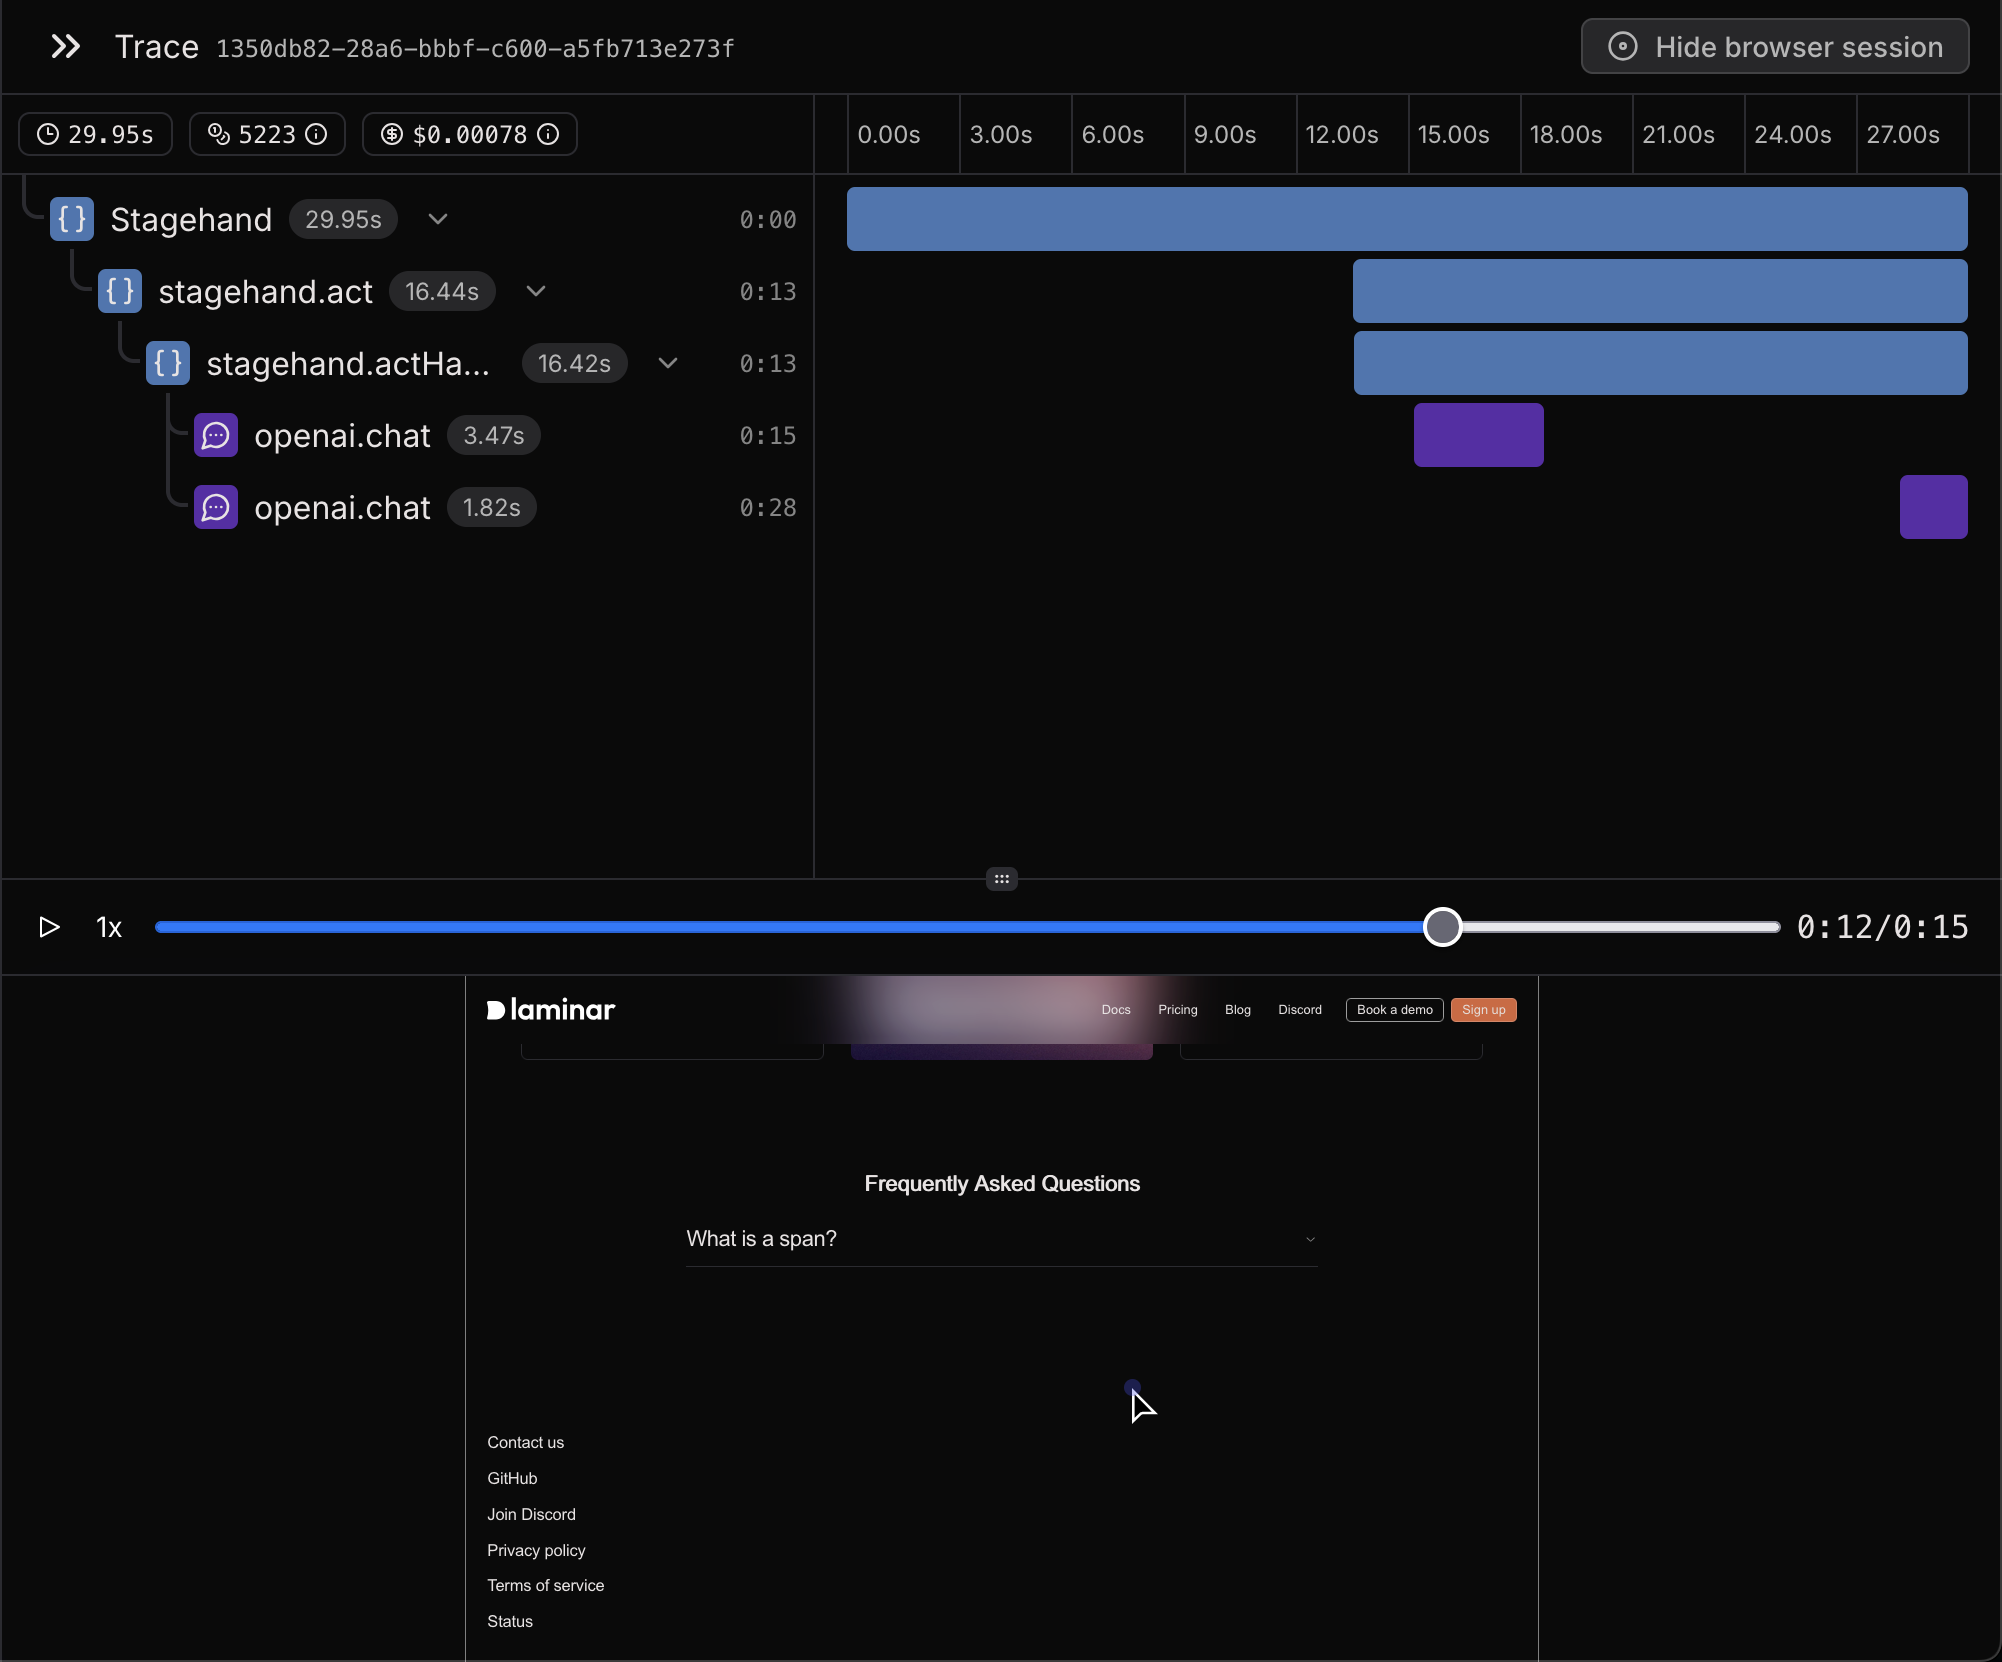 Trace 1350db82-28a6-bbbf-c600-a5fb713e273f
Hide browser session
29.95s 5223 $0.00078
0.00s 3.00s 6.00s 9.00s 12.00s 15.00s 18.00s 21.00s 24.00s 27.00s
{} Stagehand 29.95s 0:00
{} stagehand.act 16.44s 0:13
{} stagehand.actHa... 16.42s 0:13
openai.chat 3.47s 0:15
openai.chat 1.82s 0:28
1x 0:12/0:15
laminar Docs Pricing Blog Discord Book a demo Sign up
Frequently Asked Questions
What is a span?
Contact us
GitHub
Join Discord
Privacy policy
Terms of service
Status